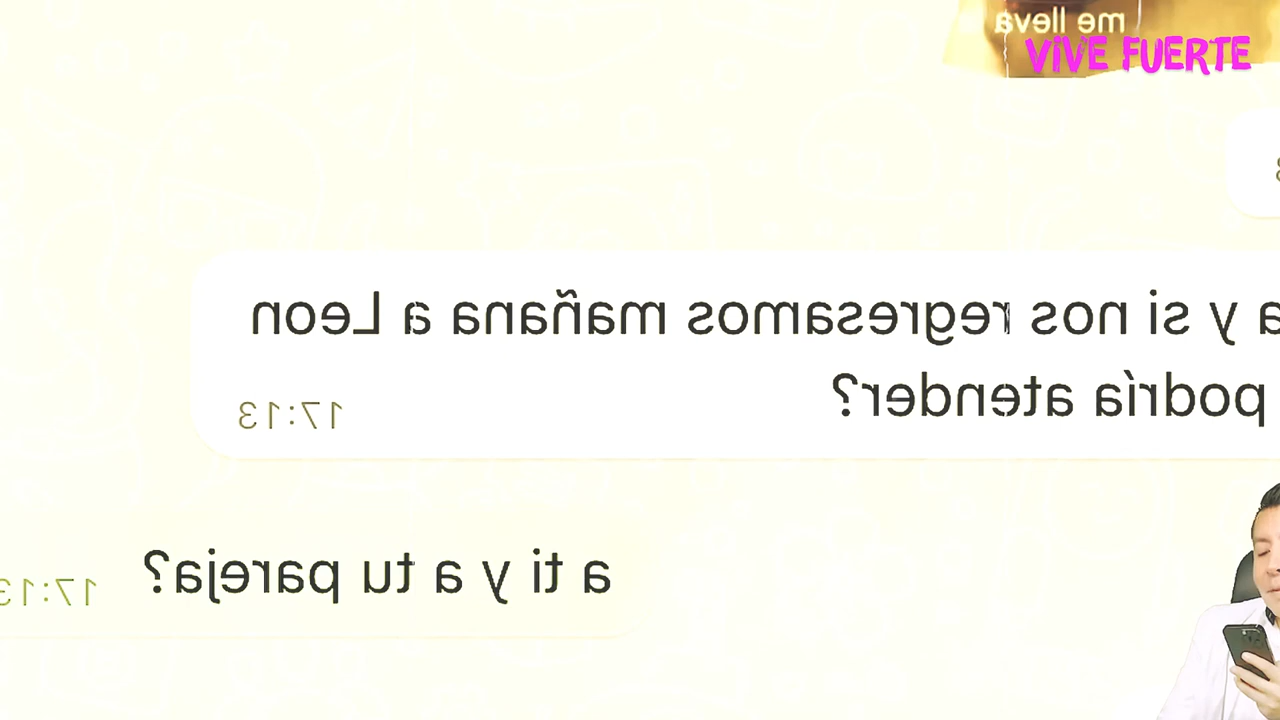 me lleva
VIVE FUERTE
a y si nos regresamos mañana a Leon
podría atender?
17:13
a ti y a tu pareja?
17:13